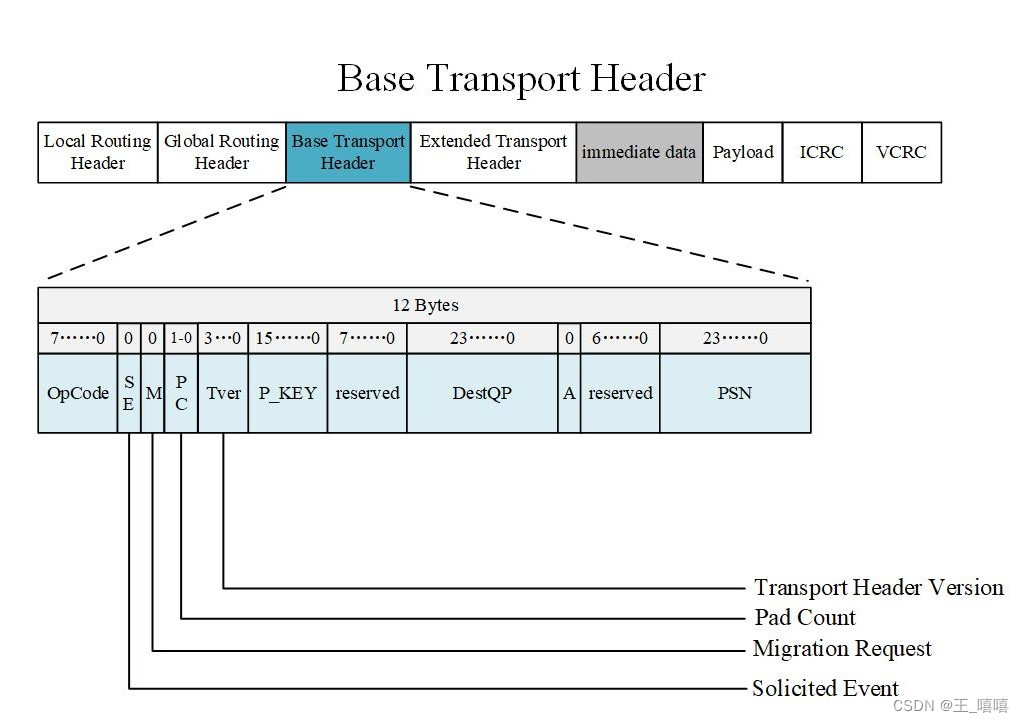 Base Transport Header
Local Routing Header Global Routing Header Base Transport Header Extended Transport Header immediate data Payload ICRC VCRC
12 Bytes
7······0 0 0 1-0 3···0 15······0 7······0 23······0 0 6······0 23······0
OpCode SE M PC Tver P_KEY reserved DestQP A reserved PSN
Transport Header Version
Pad Count
Migration Request
Solicited Event
CSDN @王_嘻嘻